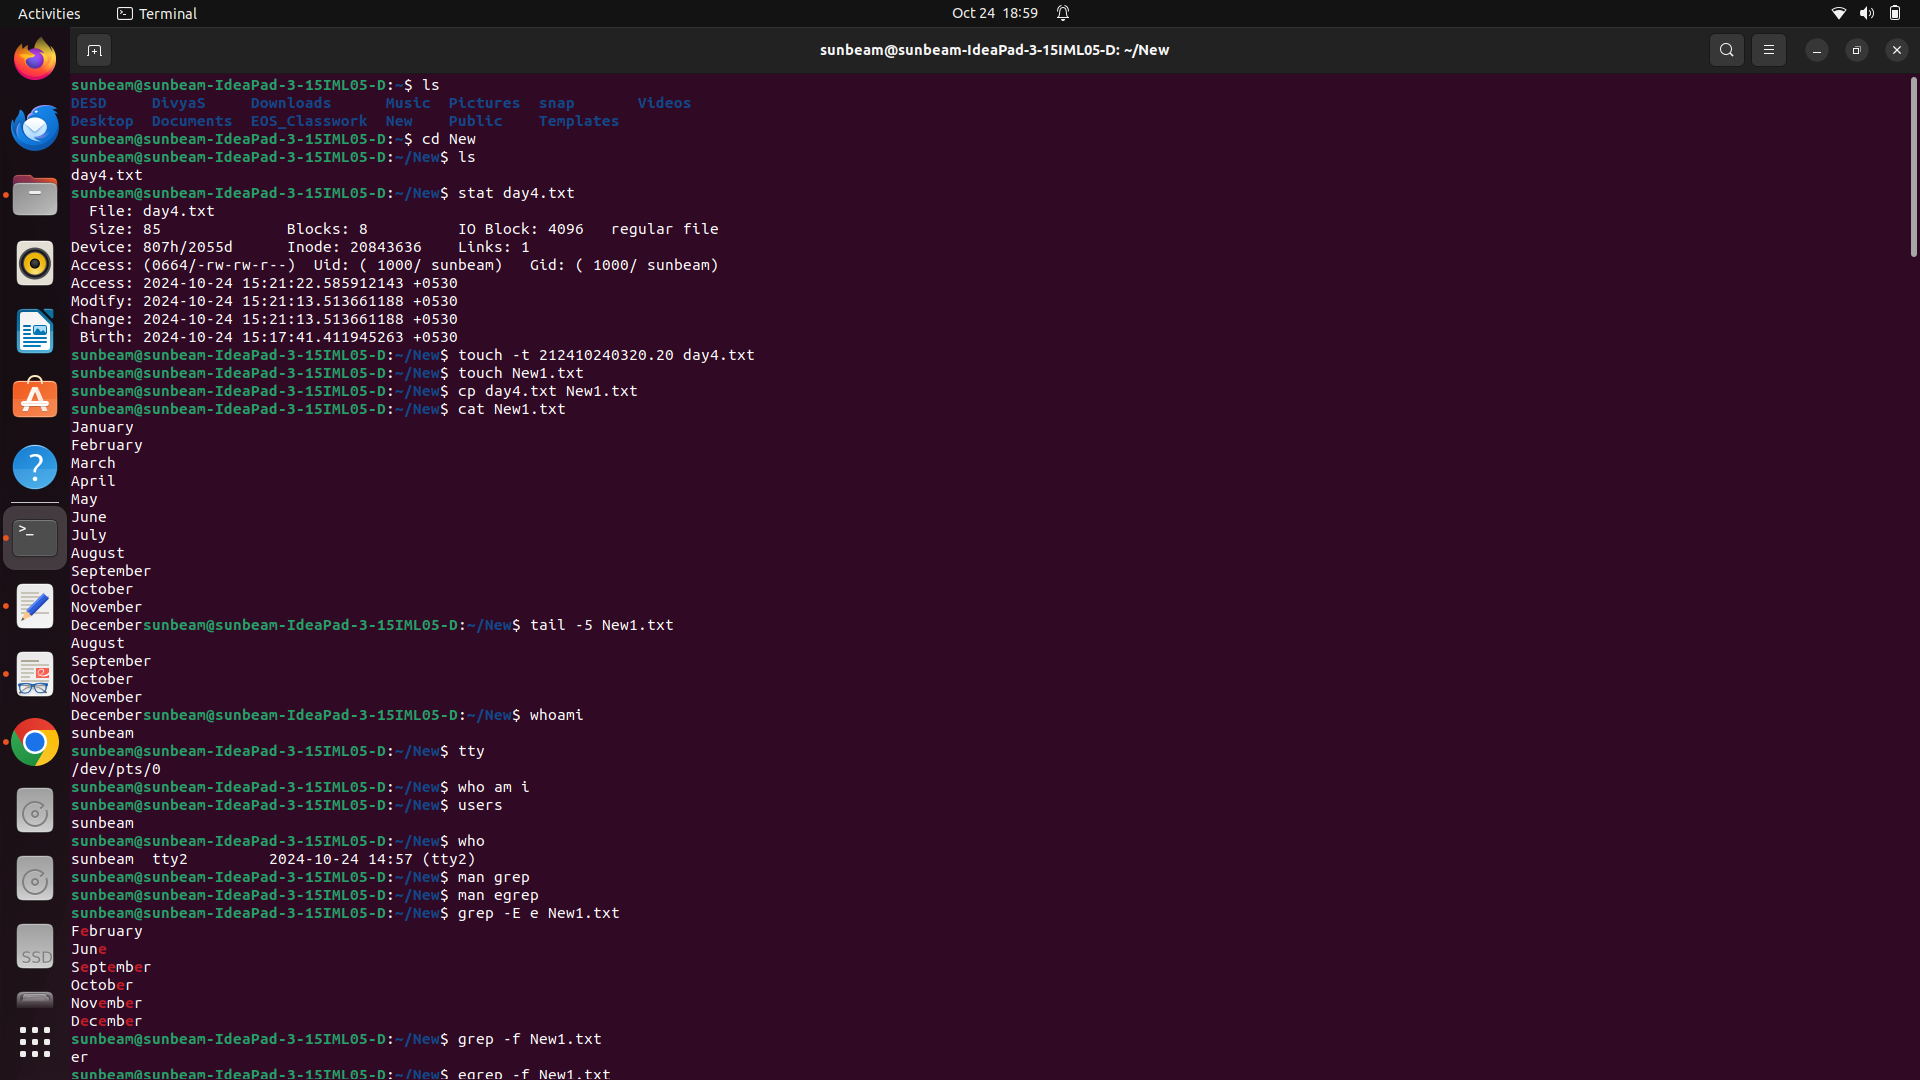 Activities
Terminal
Oct 24 18:59
sunbeam@sunbeam-IdeaPad-3-15IML05-D: ~/New
sunbeam@sunbeam-IdeaPad-3-15IML05-D:~$ ls
DESD DivyaS Downloads Music Pictures snap Videos
Desktop Documents EOS_Classwork New Public Templates
sunbeam@sunbeam-IdeaPad-3-15IML05-D:~$ cd New
sunbeam@sunbeam-IdeaPad-3-15IML05-D:~/New$ ls
day4.txt
sunbeam@sunbeam-IdeaPad-3-15IML05-D:~/New$ stat day4.txt
File: day4.txt
Size: 85 Blocks: 8 IO Block: 4096 regular file
Device: 807h/2055d Inode: 20843636 Links: 1
Access: (0664/-rw-rw-r--) Uid: ( 1000/ sunbeam) Gid: ( 1000/ sunbeam)
Access: 2024-10-24 15:21:22.585912143 +0530
Modify: 2024-10-24 15:21:13.513661188 +0530
Change: 2024-10-24 15:21:13.513661188 +0530
Birth: 2024-10-24 15:17:41.411945263 +0530
sunbeam@sunbeam-IdeaPad-3-15IML05-D:~/New$ touch -t 212410240320.20 day4.txt
sunbeam@sunbeam-IdeaPad-3-15IML05-D:~/New$ touch New1.txt
sunbeam@sunbeam-IdeaPad-3-15IML05-D:~/New$ cp day4.txt New1.txt
sunbeam@sunbeam-IdeaPad-3-15IML05-D:~/New$ cat New1.txt
January
February
March
April
May
June
July
August
September
October
November
Decembersunbeam@sunbeam-IdeaPad-3-15IML05-D:~/New$ tail -5 New1.txt
August
September
October
November
Decembersunbeam@sunbeam-IdeaPad-3-15IML05-D:~/New$ whoami
sunbeam
sunbeam@sunbeam-IdeaPad-3-15IML05-D:~/New$ tty
/dev/pts/0
sunbeam@sunbeam-IdeaPad-3-15IML05-D:~/New$ who am i
sunbeam@sunbeam-IdeaPad-3-15IML05-D:~/New$ users
sunbeam
sunbeam@sunbeam-IdeaPad-3-15IML05-D:~/New$ who
sunbeam tty2 2024-10-24 14:57 (tty2)
sunbeam@sunbeam-IdeaPad-3-15IML05-D:~/New$ man grep
sunbeam@sunbeam-IdeaPad-3-15IML05-D:~/New$ man egrep
sunbeam@sunbeam-IdeaPad-3-15IML05-D:~/New$ grep -E e New1.txt
February
June
September
October
November
December
sunbeam@sunbeam-IdeaPad-3-15IML05-D:~/New$ grep -f New1.txt
er
sunbeam@sunbeam-IdeaPad-3-15IML05-D:~/New$ egrep -f New1.txt
SSD